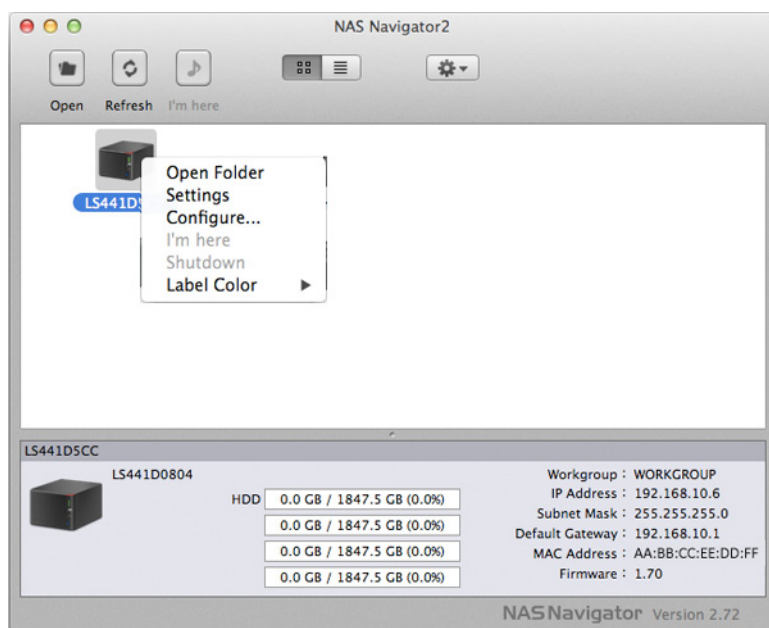 NAS Navigator2
Open Refresh I'm here
LS441D
Open Folder
Settings
Configure...
I'm here
Shutdown
Label Color
LS441D5CC
LS441D0804
HDD 0.0 GB / 1847.5 GB (0.0%)
0.0 GB / 1847.5 GB (0.0%)
0.0 GB / 1847.5 GB (0.0%)
0.0 GB / 1847.5 GB (0.0%)
Workgroup : WORKGROUP
IP Address : 192.168.10.6
Subnet Mask : 255.255.255.0
Default Gateway : 192.168.10.1
MAC Address : AA:BB:CC:EE:DD:FF
Firmware : 1.70
NAS Navigator Version 2.72